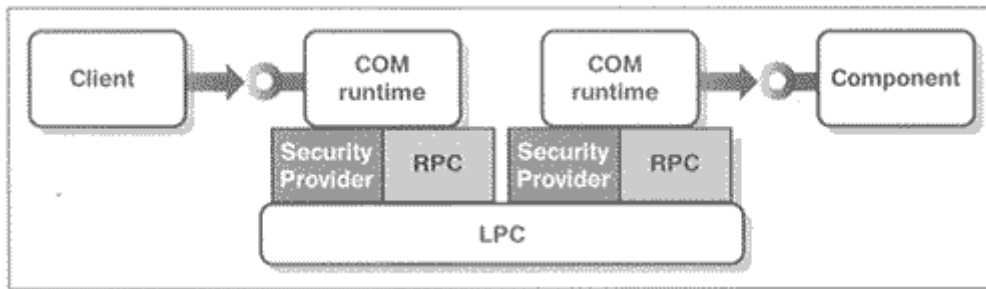 Client
COM
runtime
COM
runtime
Component
Security
Provider
RPC
Security
Provider
RPC
LPC